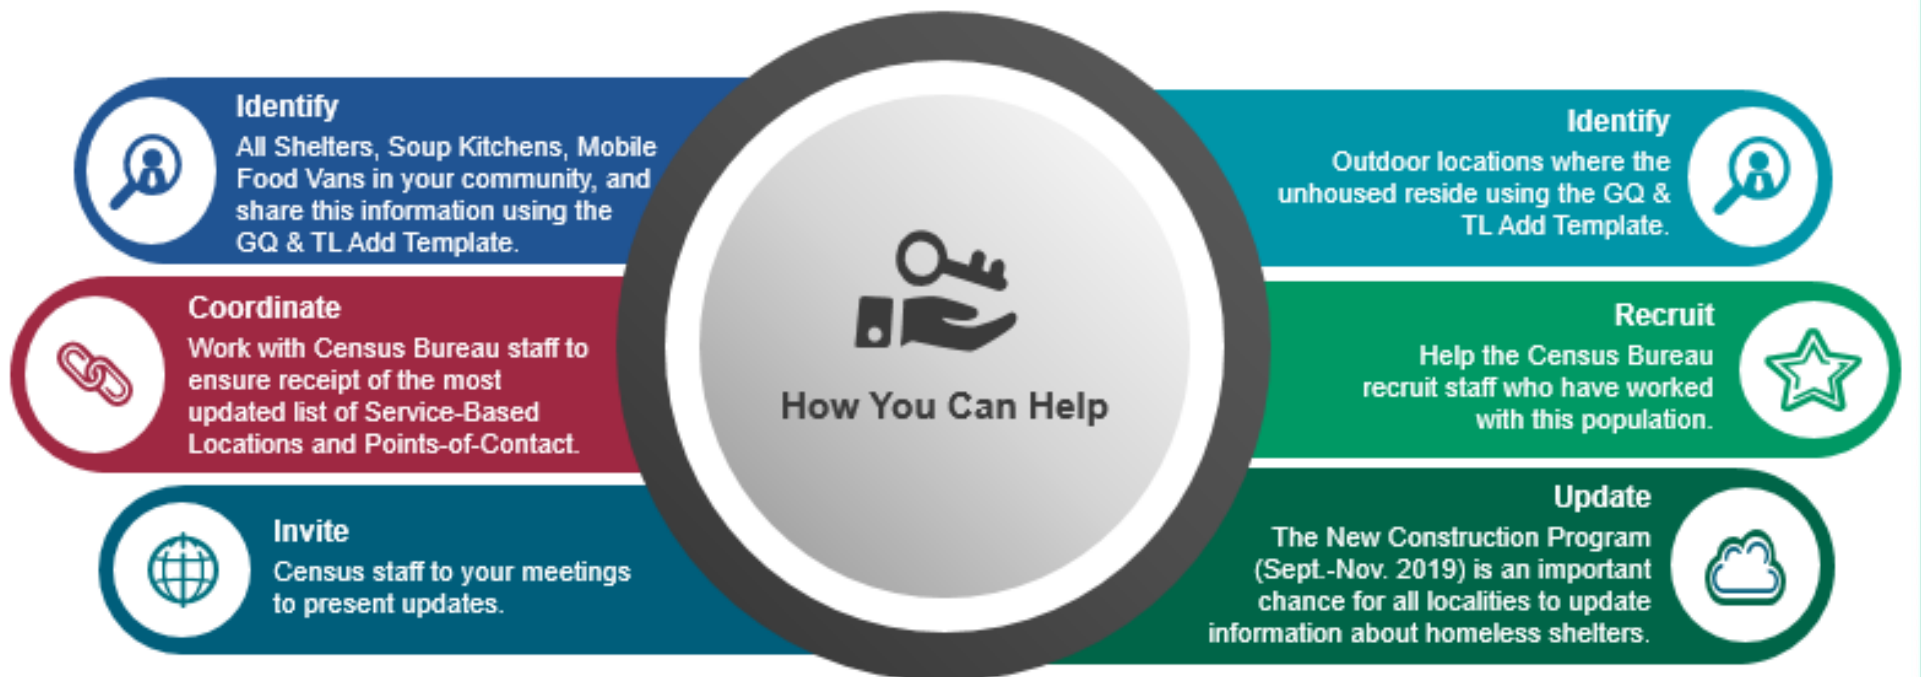 Identify
All Shelters, Soup Kitchens, Mobile
Food Vans in your community, and
share this information using the
GQ & TL Add Template.
Coordinate
Work with Census Bureau staff to
ensure receipt of the most
updated list of Service-Based
Locations and Points-of-Contact.
Invite
Census staff to your meetings
to present updates.
How You Can Help
Identify
Outdoor locations where the
unhoused reside using the GQ &
TL Add Template.
Recruit
Help the Census Bureau
recruit staff who have worked
with this population.
Update
The New Construction Program
(Sept.-Nov. 2019) is an important
chance for all localities to update
information about homeless shelters.